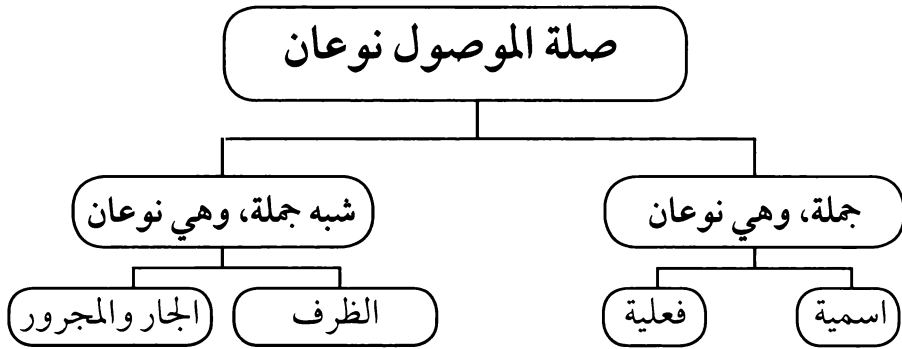 صلة الموصول نوعان
جملة، وهي نوعان
شبه جملة، وهي نوعان
اسمية
فعلية
الظرف
الجار والمجرور